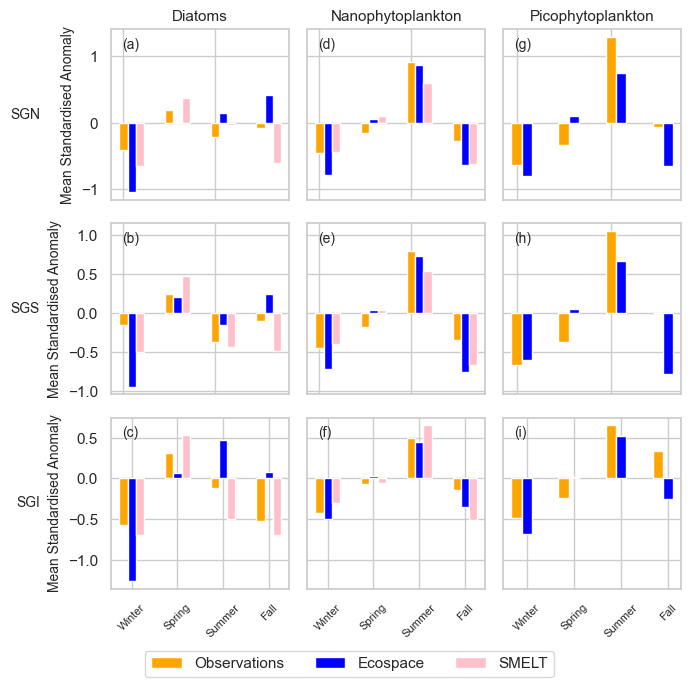 Diatoms Nanophytoplankton Picophytoplankton
SGN
Mean Standardised Anomaly
1
0
−1
(a)
(d)
(g)
SGS
Mean Standardised Anomaly
1.0
0.5
0.0
−0.5
−1.0
(b)
(e)
(h)
SGI
Mean Standardised Anomaly
0.5
0.0
−0.5
−1.0
(c)
(f)
(i)
Winter Spring Summer Fall
Winter Spring Summer Fall
Winter Spring Summer Fall
Observations Ecospace SMELT